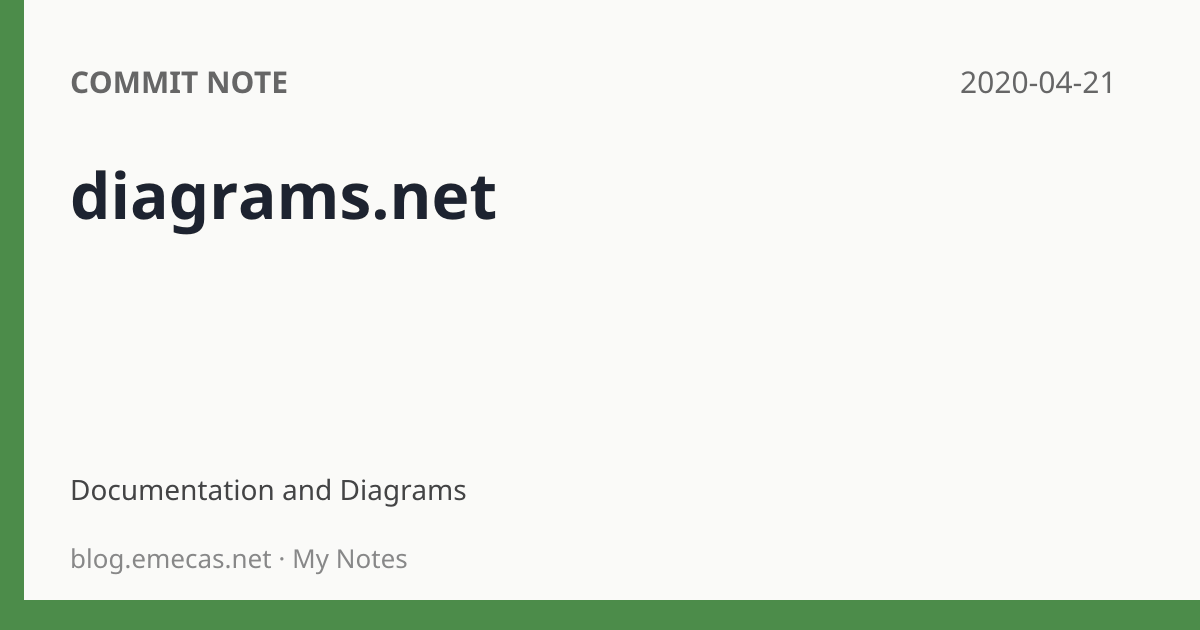 COMMIT NOTE 2020-04-21
diagrams.net
Documentation and Diagrams
blog.emecas.net · My Notes